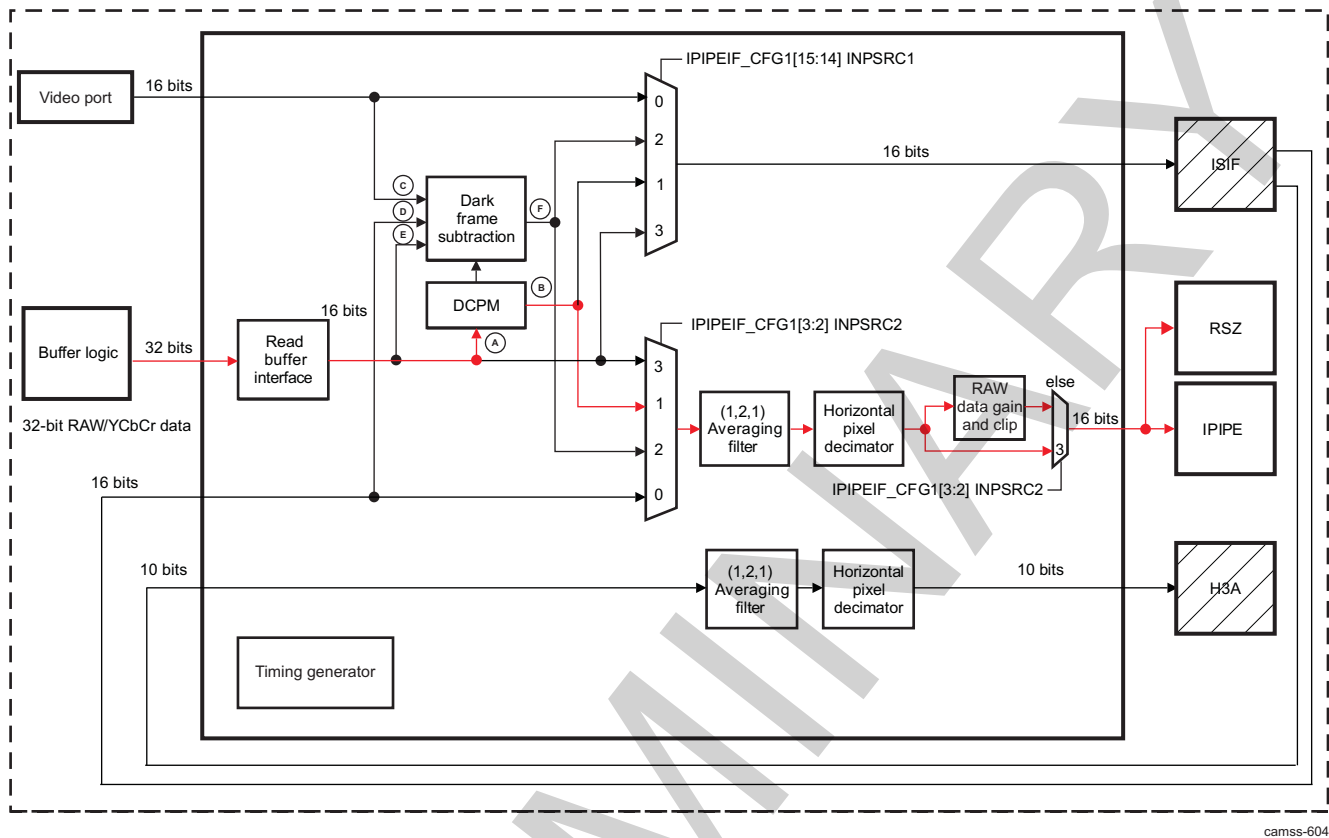 IPIPEIF_CFG1[15:14] INPSRC1
Video port
16 bits
0
2
1
3
16 bits
ISIF
C
D
E
Dark
frame
subtraction
F
DCPM
B
A
Buffer logic
32 bits
32-bit RAW/YCbCr data
Read
buffer
interface
16 bits
IPIPEIF_CFG1[3:2] INPSRC2
3
1
2
0
(1,2,1)
Averaging
filter
Horizontal
pixel
decimator
RAW
data gain
and clip
else
3
16 bits
IPIPEIF_CFG1[3:2] INPSRC2
RSZ
IPIPE
16 bits
10 bits
(1,2,1)
Averaging
filter
Horizontal
pixel
decimator
10 bits
H3A
Timing generator
MINARY
camss-604